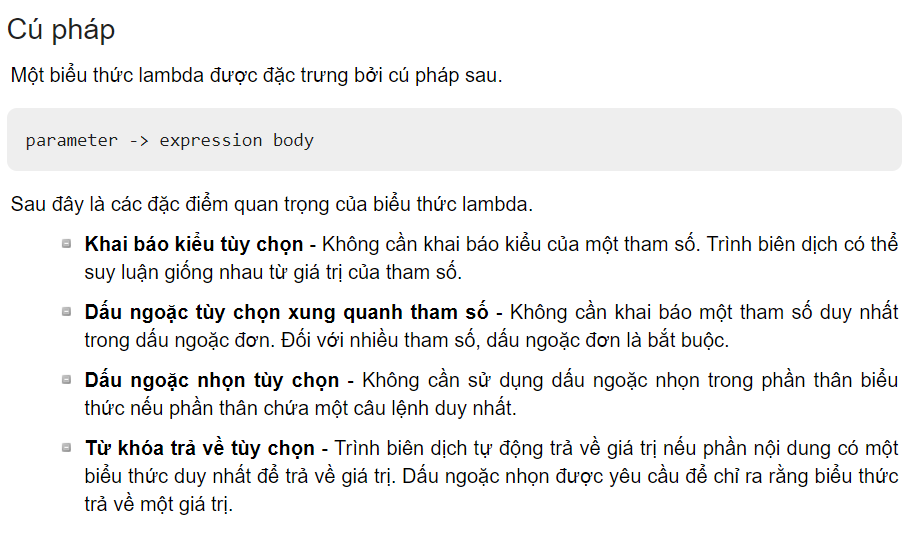 Cú pháp
Một biểu thức lambda được đặc trưng bởi cú pháp sau.
parameter -> expression body
Sau đây là các đặc điểm quan trọng của biểu thức lambda.
Khai báo kiểu tùy chọn - Không cần khai báo kiểu của một tham số. Trình biên dịch có thể
suy luận giống nhau từ giá trị của tham số.
Dấu ngoặc tùy chọn xung quanh tham số - Không cần khai báo một tham số duy nhất
trong dấu ngoặc đơn. Đối với nhiều tham số, dấu ngoặc đơn là bắt buộc.
Dấu ngoặc nhọn tùy chọn - Không cần sử dụng dấu ngoặc nhọn trong phần thân biểu
thức nếu phần thân chứa một câu lệnh duy nhất.
Từ khóa trả về tùy chọn - Trình biên dịch tự động trả về giá trị nếu phần nội dung có một
biểu thức duy nhất để trả về giá trị. Dấu ngoặc nhọn được yêu cầu để chỉ ra rằng biểu thức
trả về một giá trị.